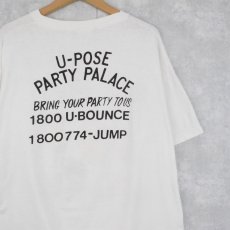 U-POSE
PARTY PALACE
BRING YOUR PARTY TO US
1800 U•BOUNCE
1800 774-JUMP